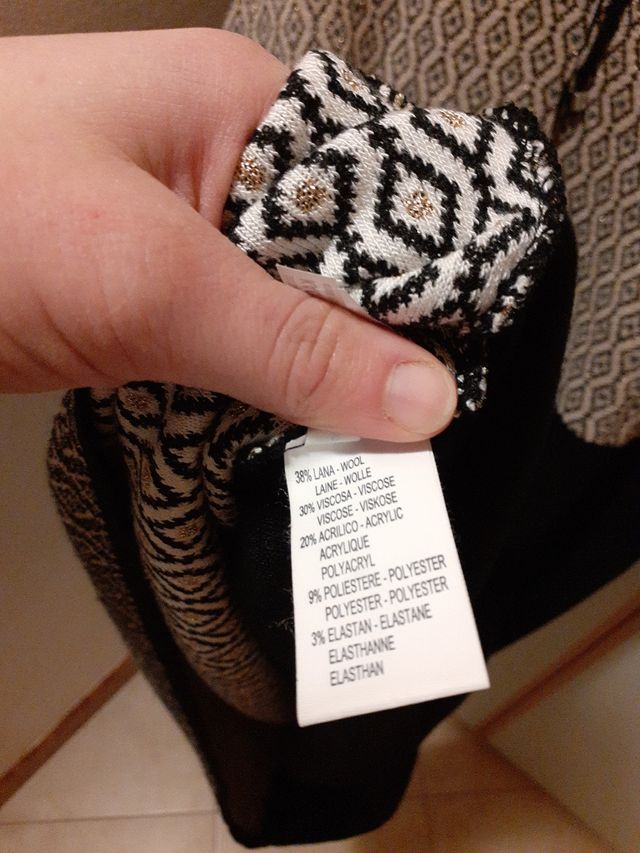 38% LANA - WOOL
LAINE - WOLLE
30% VISCOSA - VISCOSE
VISCOSE - VISKOSE
20% ACRILICO - ACRYLIC
ACRYLIQUE
POLYACRYL
9% POLIESTERE - POLYESTER
POLYESTER - POLYESTER
3% ELASTAN - ELASTANE
ELASTHANNE
ELASTHAN